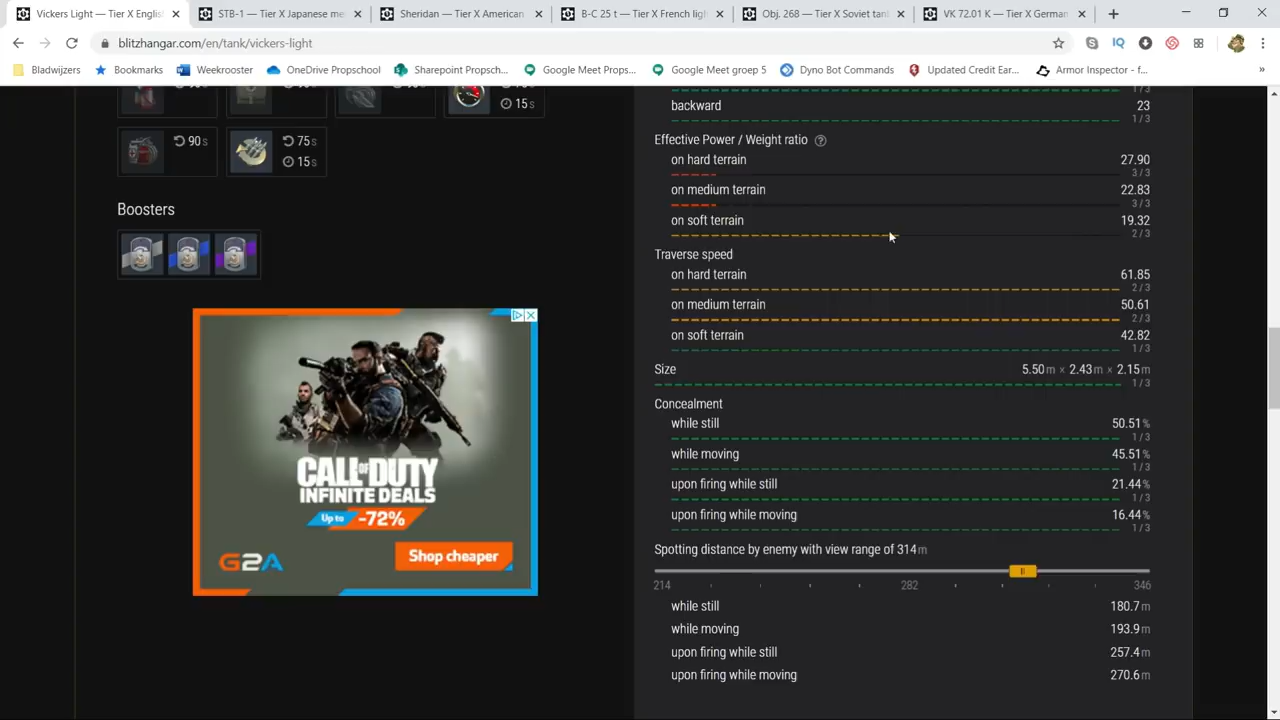 Vickers Light — Tier X Englis
STB-1 — Tier X Japanese me
Sheridan — Tier X American
B-C 25 t — Tier X French ligh
Obj. 268 — Tier X Soviet tan
VK 72.01 K — Tier X German
blitzhangar.com/en/tank/vickers-light
Bladwijzers
Bookmarks
Weekrooster
OneDrive Propschool
Sharepoint Propsch...
Google Meet Props...
Google Meet groep 5
Dyno Bot Commands
Updated Credit Ear...
Armor Inspector - f...
»
15 s
90 s
75 s
15 s
Boosters
CALL OF DUTY
INFINITE DEALS
Up to -72%
G2A
Shop cheaper
1 / 3
backward 23
1 / 3
Effective Power / Weight ratio ?
on hard terrain 27.90
3 / 3
on medium terrain 22.83
3 / 3
on soft terrain 19.32
2 / 3
Traverse speed
on hard terrain 61.85
2 / 3
on medium terrain 50.61
2 / 3
on soft terrain 42.82
1 / 3
Size 5.50 m × 2.43 m × 2.15 m
1 / 3
Concealment
while still 50.51 %
1 / 3
while moving 45.51 %
1 / 3
upon firing while still 21.44 %
1 / 3
upon firing while moving 16.44 %
1 / 3
Spotting distance by enemy with view range of 314 m
214 282 346
while still 180.7 m
while moving 193.9 m
upon firing while still 257.4 m
upon firing while moving 270.6 m